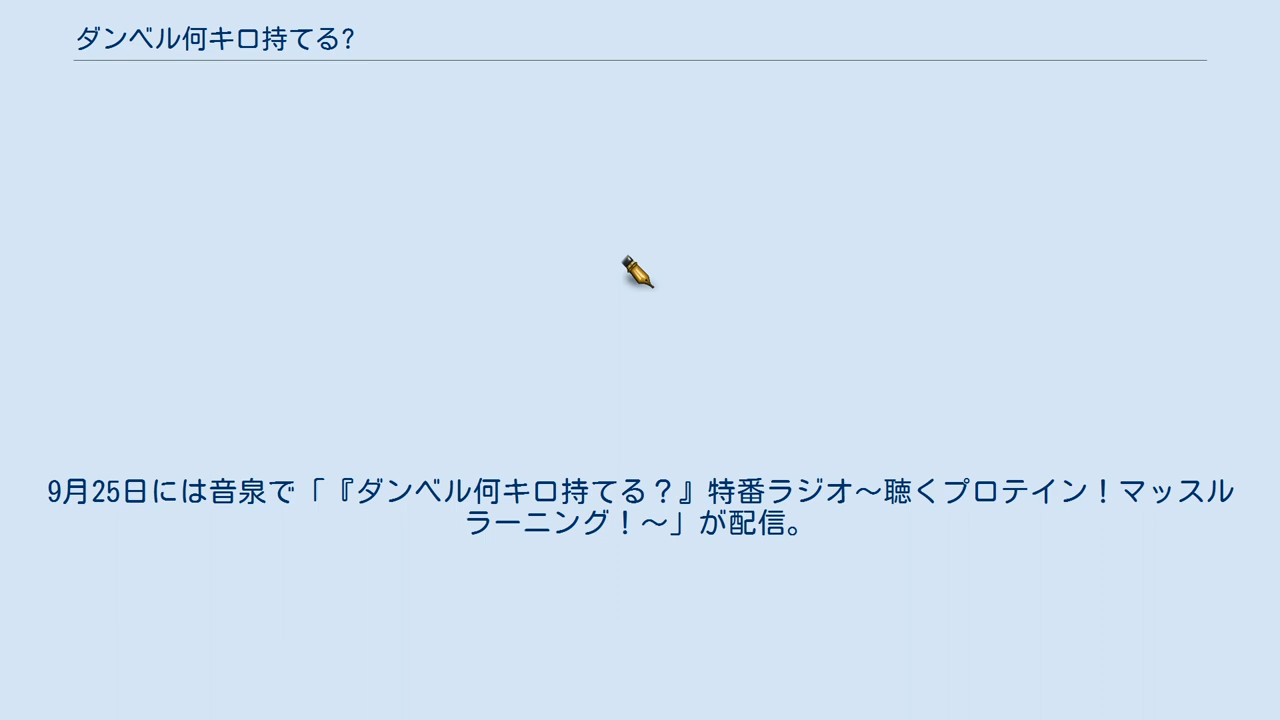 ダンベル何キロ持てる?
9月25日には音泉で「『ダンベル何キロ持てる？』特番ラジオ〜聴くプロテイン！マッスル
ラーニング！〜」が配信。